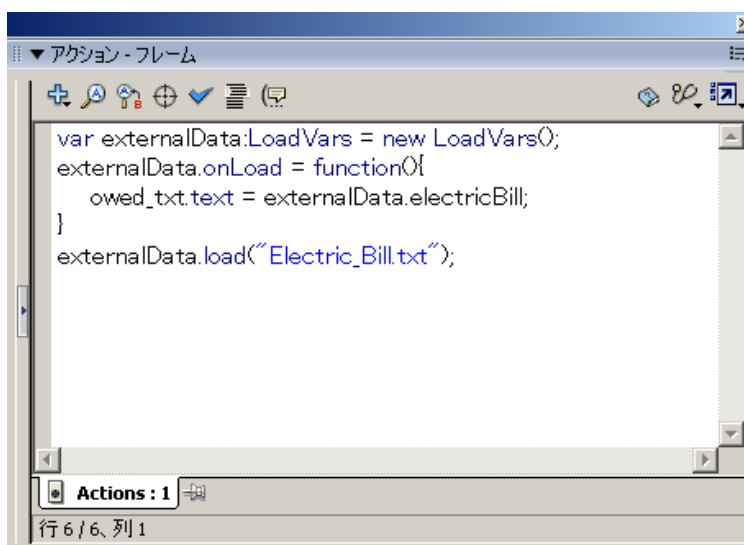 アクション - フレーム
var externalData:LoadVars = new LoadVars();
externalData.onLoad = function(){
owed_txt.text = externalData.electricBill;
}
externalData.load("Electric_Bill.txt");
Actions : 1
行 6 / 6、列 1